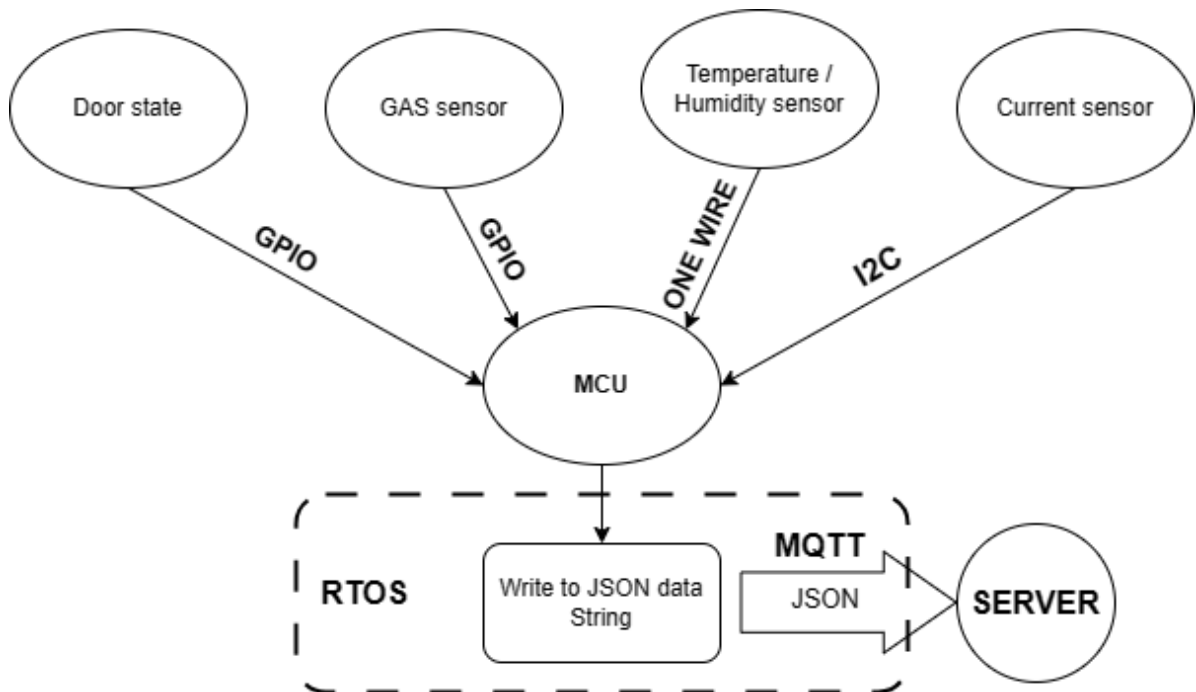 Door state
GAS sensor
Temperature /
Humidity sensor
Current sensor
GPIO
GPIO
ONE WIRE
I2C
MCU
RTOS
Write to JSON data
String
MQTT
JSON
SERVER